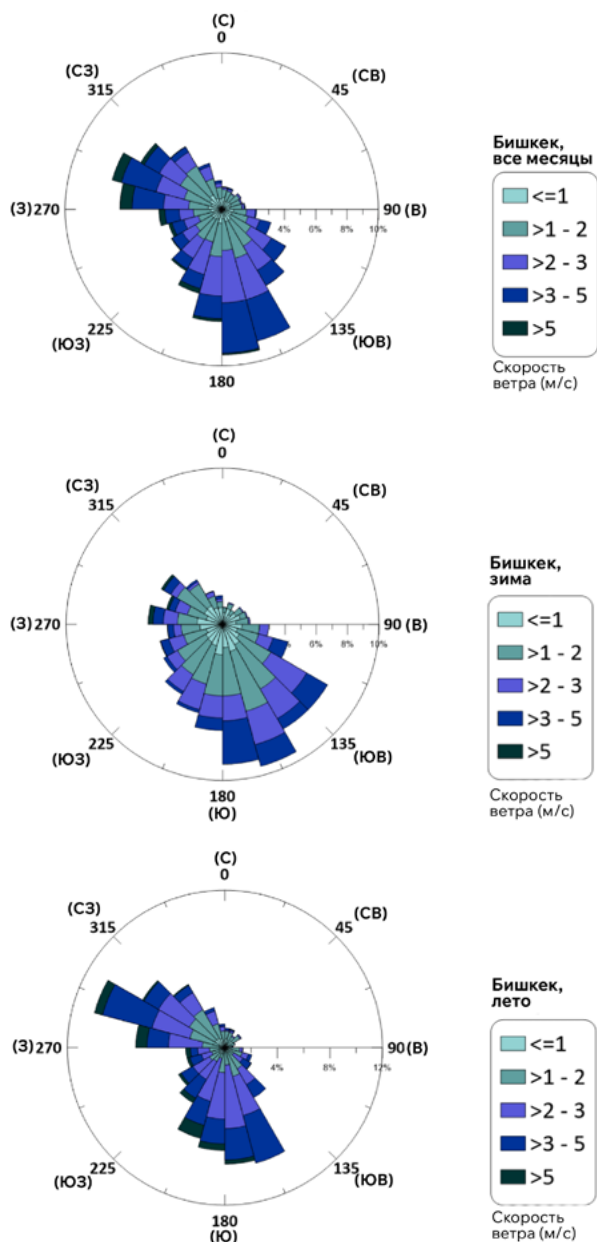 (С)
0
(СЗ)
315
(СВ)
45
(З) 270
90 (В)
4% 6% 8% 10%
225
(ЮЗ)
135
(ЮВ)
180
Бишкек,
все месяцы
<=1
>1 - 2
>2 - 3
>3 - 5
>5
Скорость
ветра (м/с)
(С)
0
(СЗ)
315
(СВ)
45
(З) 270
90 (В)
6% 8% 10%
225
(ЮЗ)
135
(ЮВ)
180
(Ю)
Бишкек,
зима
<=1
>1 - 2
>2 - 3
>3 - 5
>5
Скорость
ветра (м/с)
(С)
0
(СЗ)
315
(СВ)
45
(З) 270
90 (В)
4% 8% 12%
225
(ЮЗ)
135
(ЮВ)
180
(Ю)
Бишкек,
лето
<=1
>1 - 2
>2 - 3
>3 - 5
>5
Скорость
ветра (м/с)